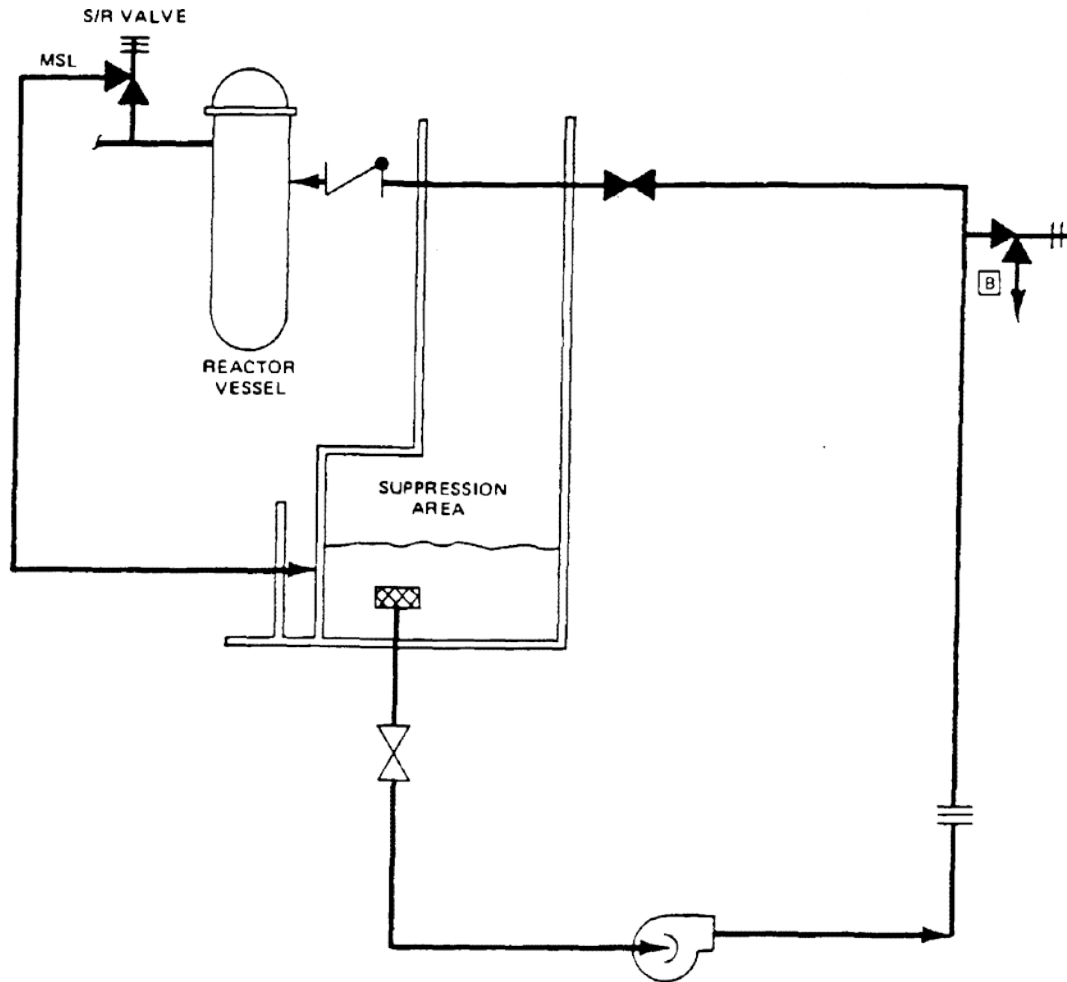 S/R VALVE
MSL
B
REACTOR
VESSEL
SUPPRESSION
AREA